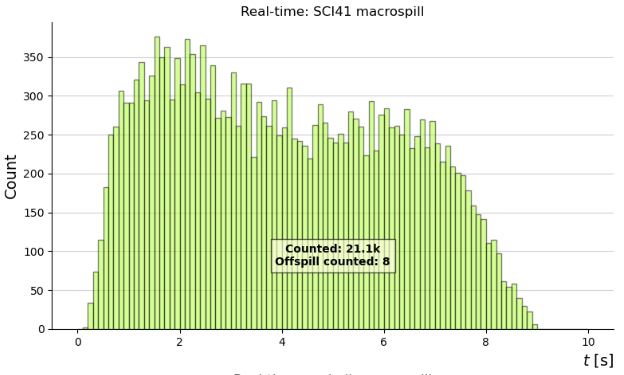 Real-time: SCI41 macrospill
Count
350
300
250
200
150
100
50
0
Counted: 21.1k
Offspill counted: 8
0 2 4 6 8 10
t [s]